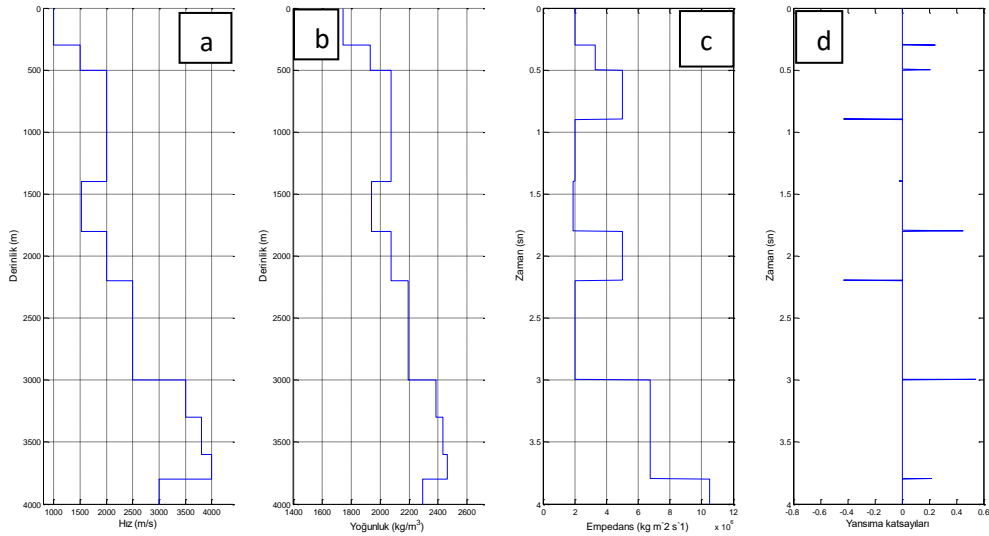 a
0
500
1000
1500
2000
2500
3000
3500
4000
Derinlik (m)
1000 1500 2000 2500 3000 3500 4000
Hız (m/s)
b
0
500
1000
1500
2000
2500
3000
3500
4000
Derinlik (m)
1400 1600 1800 2000 2200 2400 2600
Yoğunluk (kg/m³)
c
0
0.5
1
1.5
2
2.5
3
3.5
4
Zaman (sn)
0 2 4 6 8 10 12
x 10⁶
Empedans (kg m^2 s^1)
d
0
0.5
1
1.5
2
2.5
3
3.5
4
Zaman (sn)
-0.8 -0.6 -0.4 -0.2 0 0.2 0.4 0.6
Yansıma katsayıları